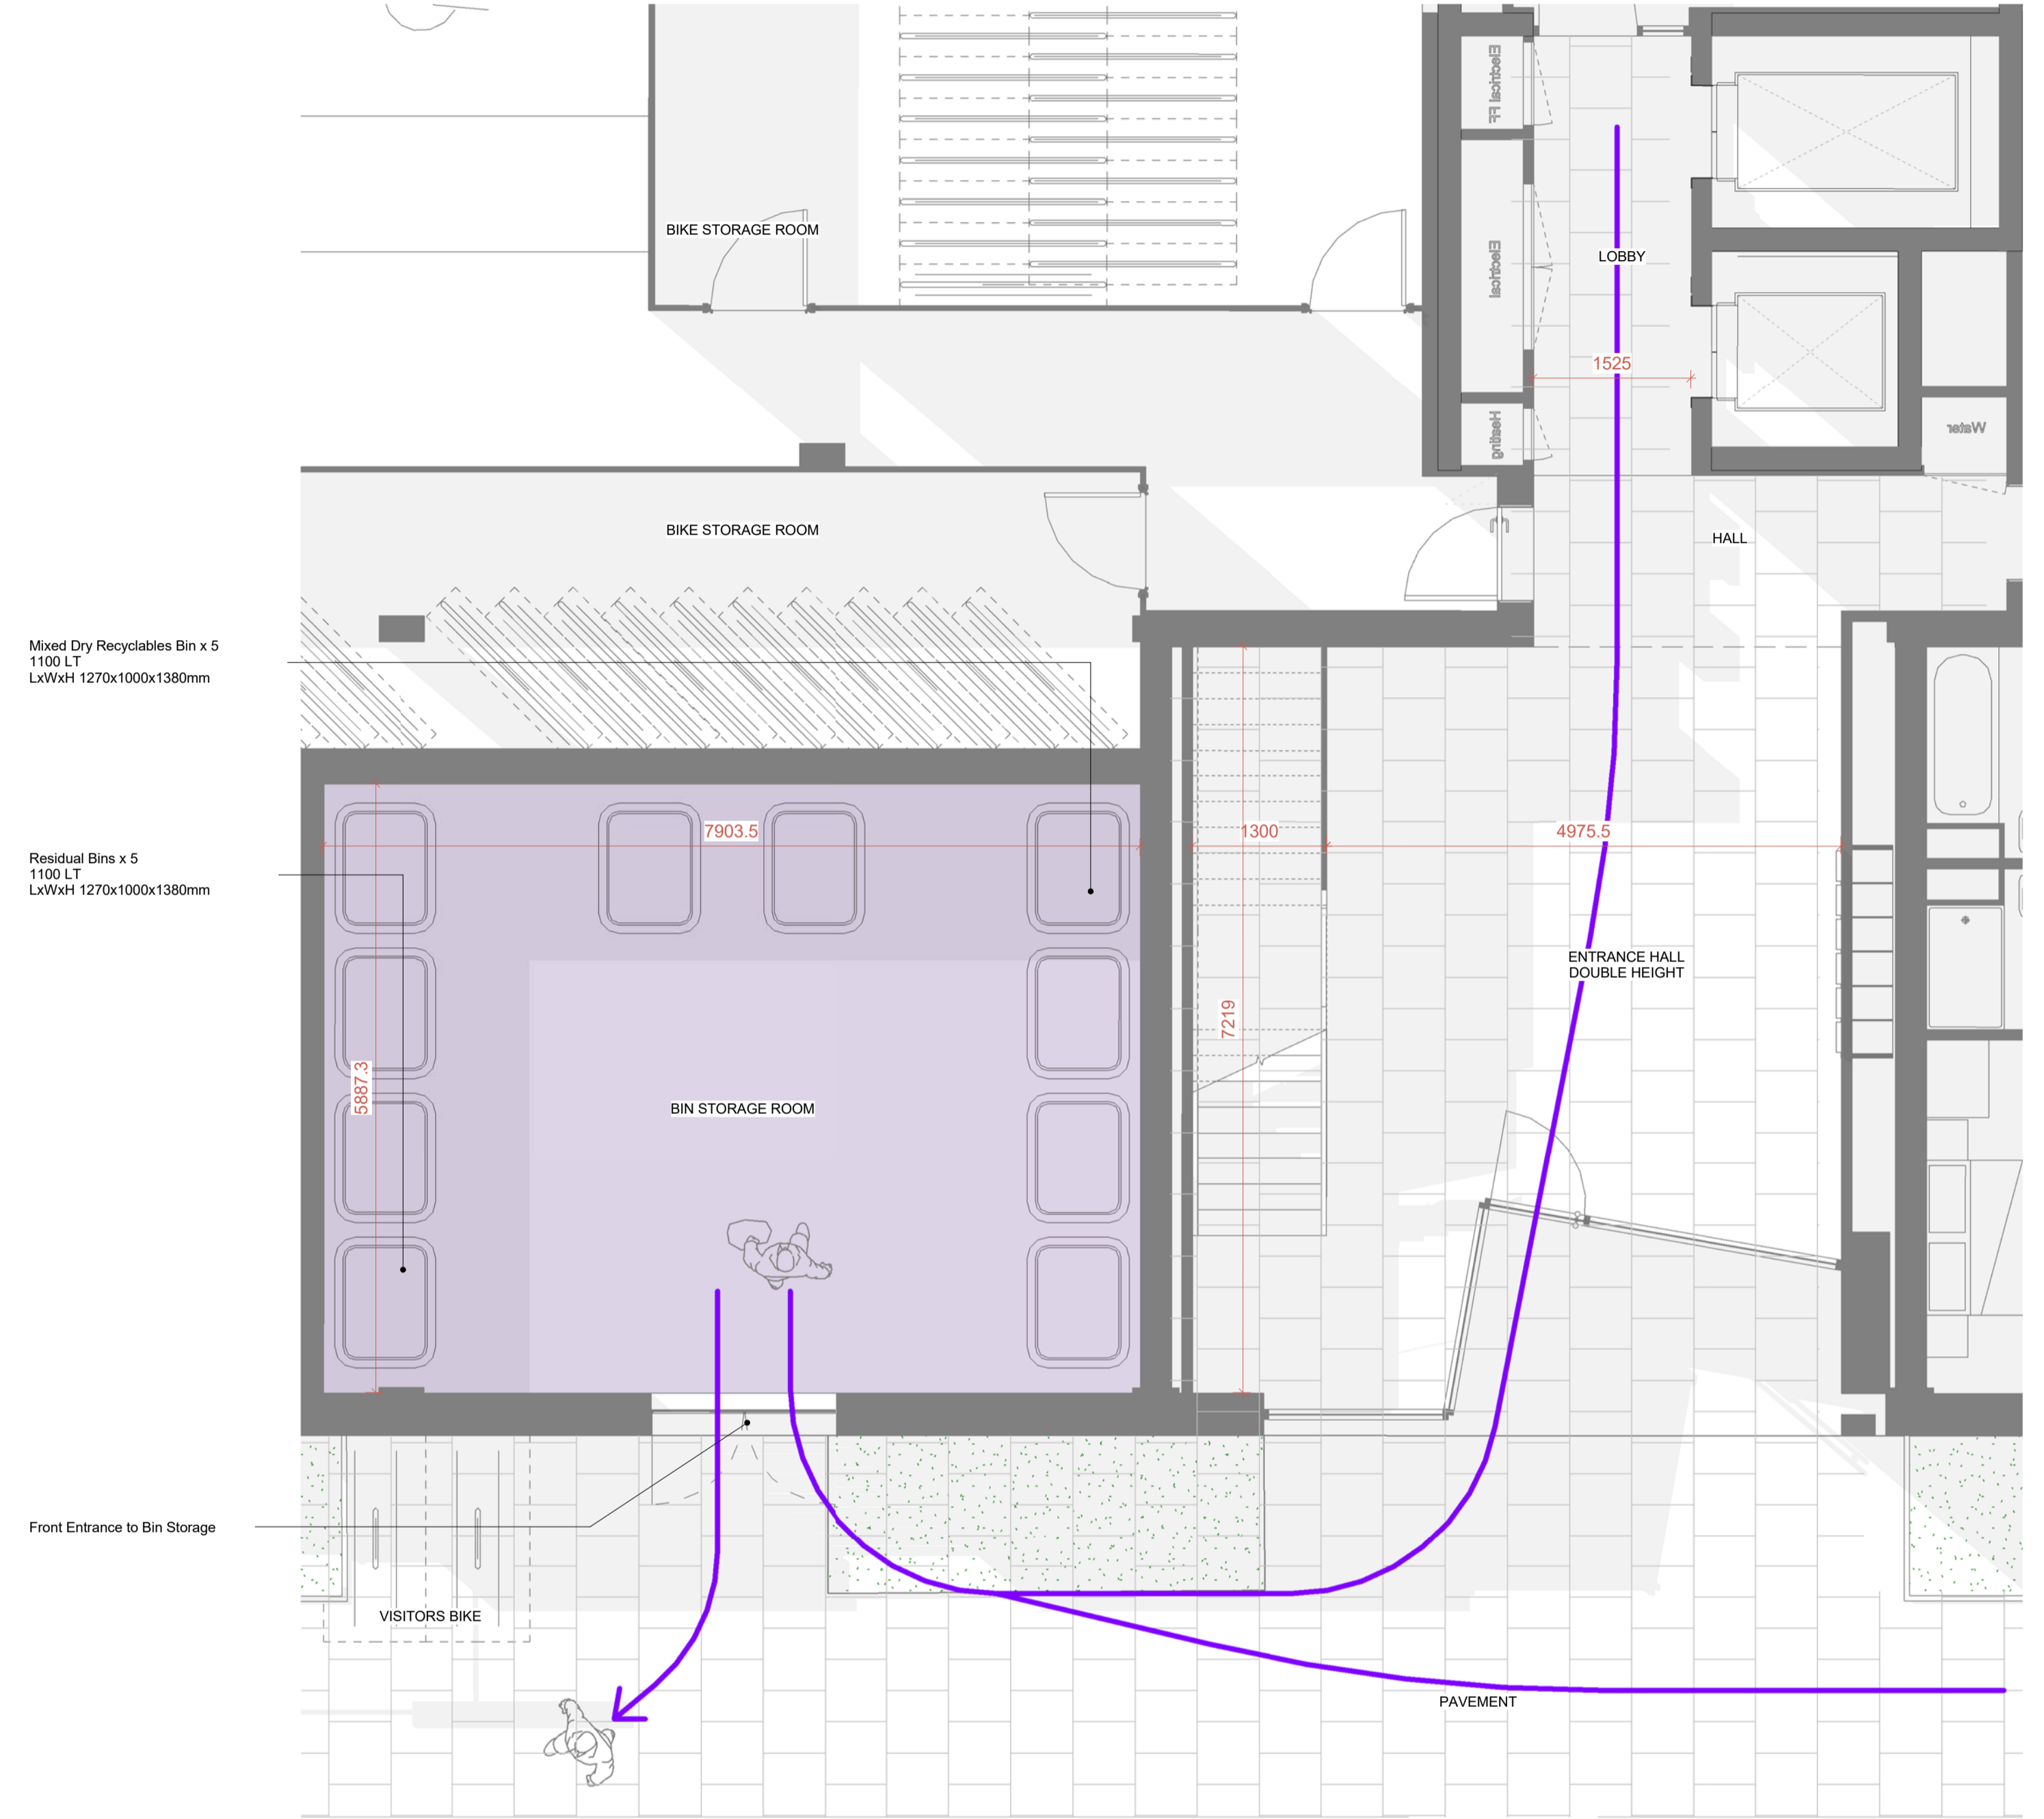 Electrical LL
BIKE STORAGE ROOM
LOBBY
Electrical
1525
Heating
Water
BIKE STORAGE ROOM
HALL
Mixed Dry Recyclables Bin x 5
1100 LT
LxWxH 1270x1000x1380mm
7903.5
1300
4975.5
Residual Bins x 5
1100 LT
LxWxH 1270x1000x1380mm
ENTRANCE HALL
DOUBLE HEIGHT
7219
5887.3
BIN STORAGE ROOM
Front Entrance to Bin Storage
VISITORS BIKE
PAVEMENT